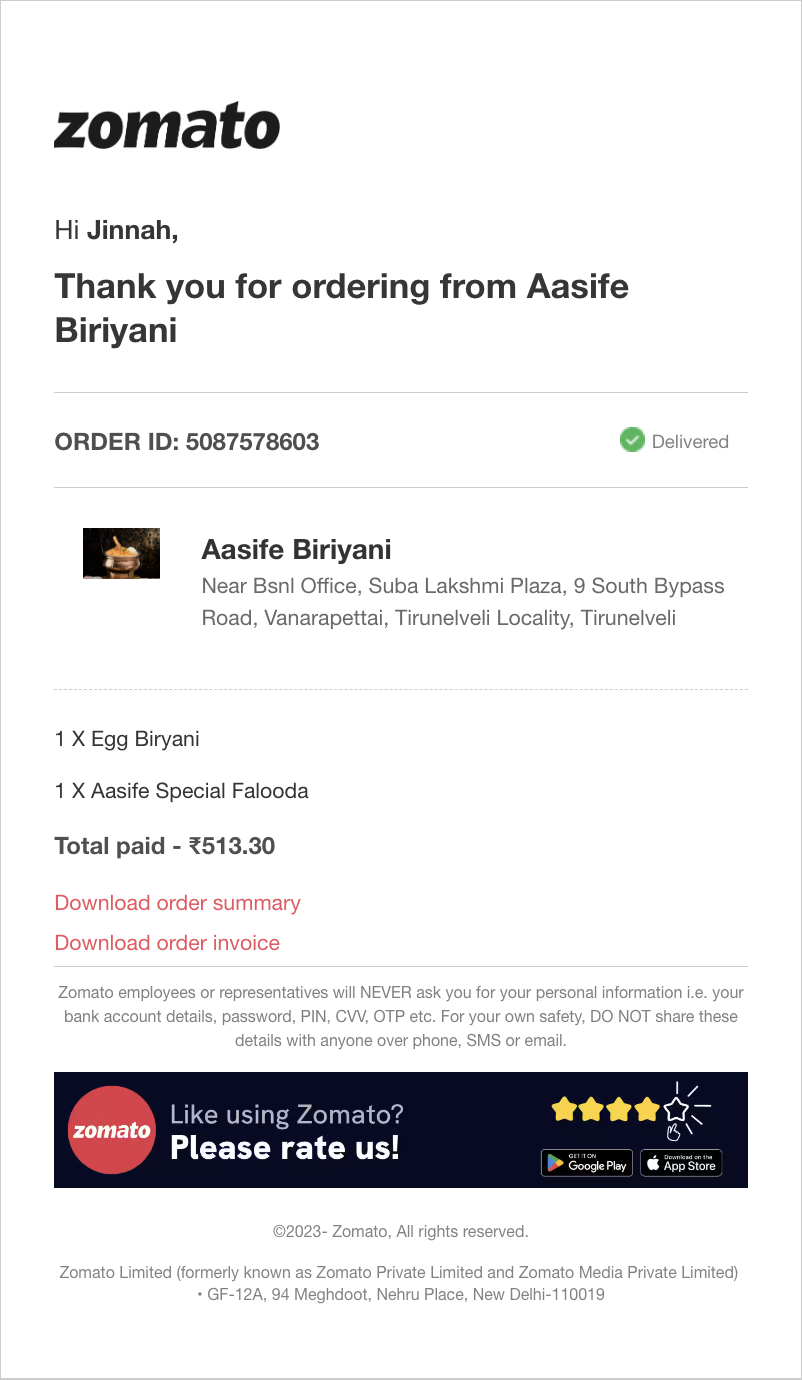 zomato
Hi Jinnah,
Thank you for ordering from Aasife
Biriyani
ORDER ID: 5087578603
Delivered
Aasife Biriyani
Near Bsnl Office, Suba Lakshmi Plaza, 9 South Bypass
Road, Vanarapettai, Tirunelveli Locality, Tirunelveli
1 X Egg Biryani
1 X Aasife Special Falooda
Total paid - ₹513.30
Download order summary
Download order invoice
Zomato employees or representatives will NEVER ask you for your personal information i.e. your
bank account details, password, PIN, CVV, OTP etc. For your own safety, DO NOT share these
details with anyone over phone, SMS or email.
zomato
Like using Zomato?
Please rate us!
GET IT ON
Google Play
Download on the
App Store
©2023- Zomato, All rights reserved.
Zomato Limited (formerly known as Zomato Private Limited and Zomato Media Private Limited)
• GF-12A, 94 Meghdoot, Nehru Place, New Delhi-110019